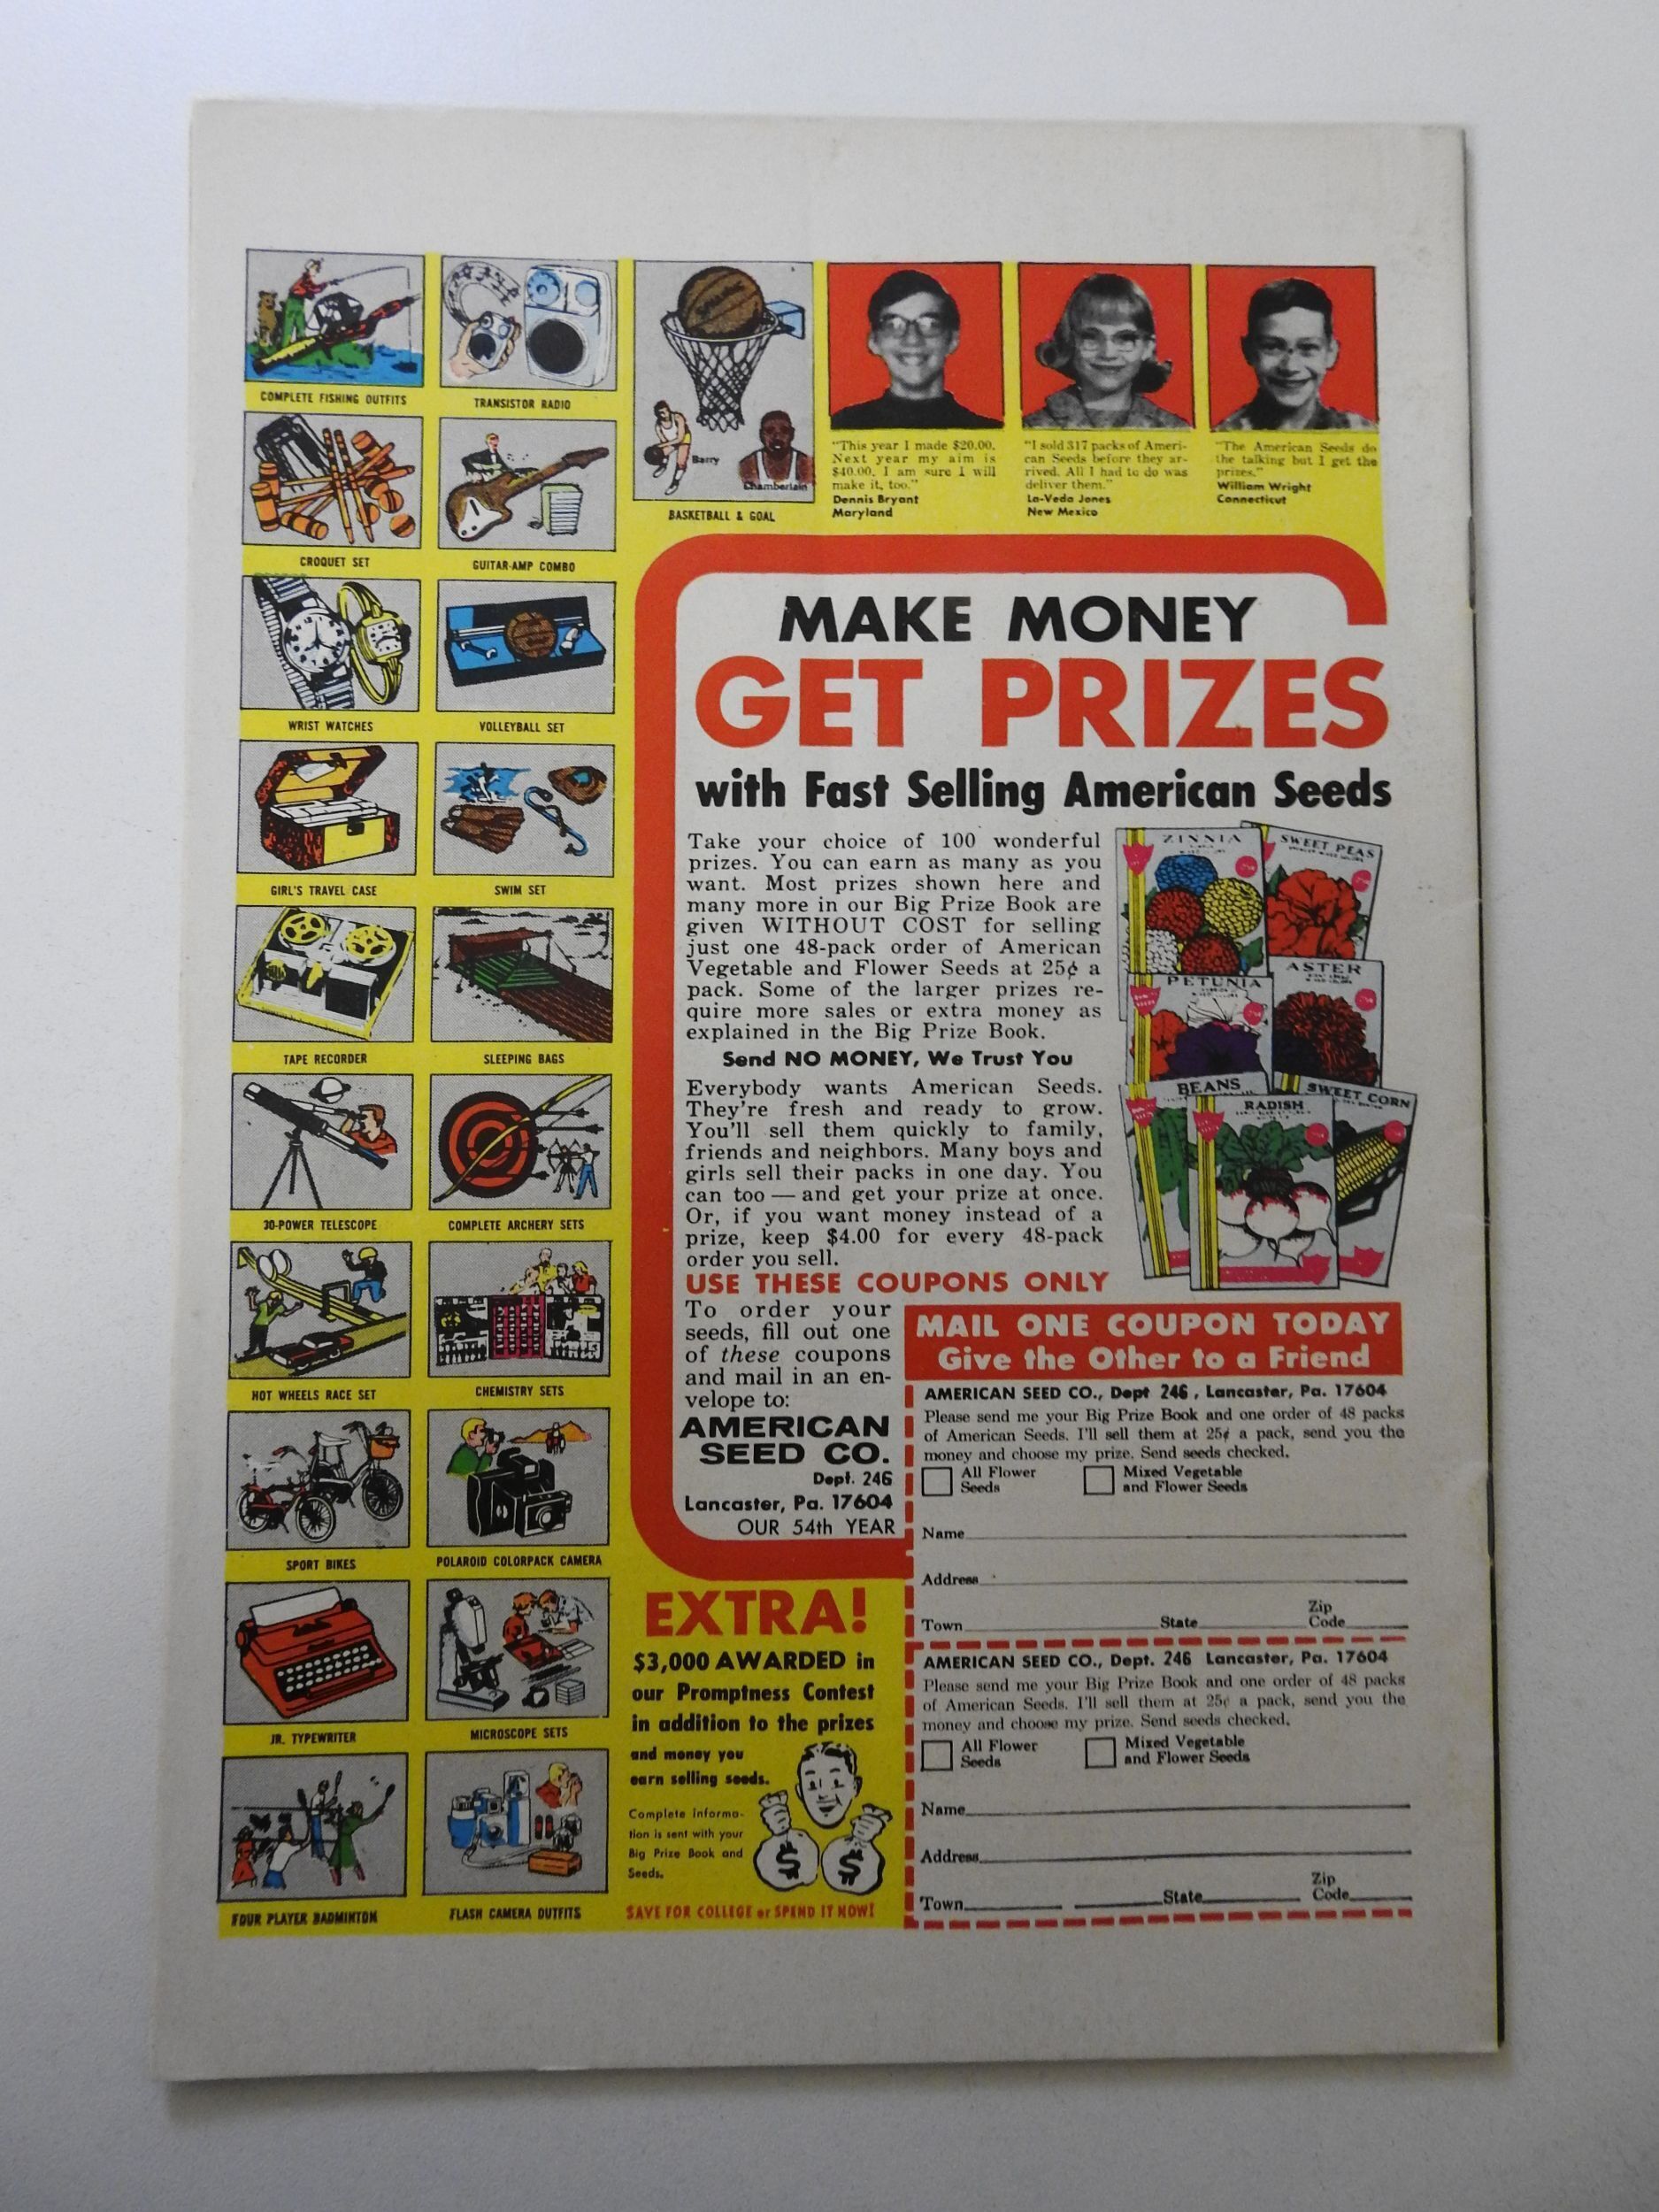 COMPLETE FISHING OUTFITS
TRANSISTOR RADIO
Barry
Chamberlain
BASKETBALL & GOAL
CROQUET SET
GUITAR-AMP COMBO
WRIST WATCHES
VOLLEYBALL SET
GIRL'S TRAVEL CASE
SWIM SET
TAPE RECORDER
SLEEPING BAGS
30-POWER TELESCOPE
COMPLETE ARCHERY SETS
HOT WHEELS RACE SET
CHEMISTRY SETS
SPORT BIKES
POLAROID COLORPACK CAMERA
JR. TYPEWRITER
MICROSCOPE SETS
FOUR PLAYER BADMINTON
FLASH CAMERA OUTFITS
"This year I made $20.00.
Next year my aim is
$40.00. I am sure I will
make it, too."
Dennis Bryant
Maryland
"I sold 317 packs of Ameri-
can Seeds before they ar-
rived. All I had to do was
deliver them."
La-Veda Jones
New Mexico
"The American Seeds do
the talking but I get the
prizes."
William Wright
Connecticut
MAKE MONEY
GET PRIZES
with Fast Selling American Seeds
Take your choice of 100 wonderful
prizes. You can earn as many as you
want. Most prizes shown here and
many more in our Big Prize Book are
given WITHOUT COST for selling
just one 48-pack order of American
Vegetable and Flower Seeds at 25¢ a
pack. Some of the larger prizes re-
quire more sales or extra money as
explained in the Big Prize Book.
Send NO MONEY, We Trust You
Everybody wants American Seeds.
They're fresh and ready to grow.
You'll sell them quickly to family,
friends and neighbors. Many boys and
girls sell their packs in one day. You
can too — and get your prize at once.
Or, if you want money instead of a
prize, keep $4.00 for every 48-pack
order you sell.
ZINNIA
SWEET PEAS
PETUNIA
ASTER
BEANS
RADISH
SWEET CORN
USE THESE COUPONS ONLY
To order your
seeds, fill out one
of these coupons
and mail in an en-
velope to:
AMERICAN
SEED CO.
Dept. 246
Lancaster, Pa. 17604
OUR 54th YEAR
EXTRA!
$3,000 AWARDED in
our Promptness Contest
in addition to the prizes
and money you
earn selling seeds.
Complete informa-
tion is sent with your
Big Prize Book and
Seeds.
$ $
SAVE FOR COLLEGE or SPEND IT NOW!
MAIL ONE COUPON TODAY
Give the Other to a Friend
AMERICAN SEED CO., Dept 246, Lancaster, Pa. 17604
Please send me your Big Prize Book and one order of 48 packs
of American Seeds. I'll sell them at 25¢ a pack, send you the
money and choose my prize. Send seeds checked.
All Flower Seeds
Mixed Vegetable and Flower Seeds
Name
Address
Town State Zip Code
AMERICAN SEED CO., Dept. 246 Lancaster, Pa. 17604
Please send me your Big Prize Book and one order of 48 packs
of American Seeds. I'll sell them at 25¢ a pack, send you the
money and choose my prize. Send seeds checked.
All Flower Seeds
Mixed Vegetable and Flower Seeds
Name
Address
Town State Zip Code